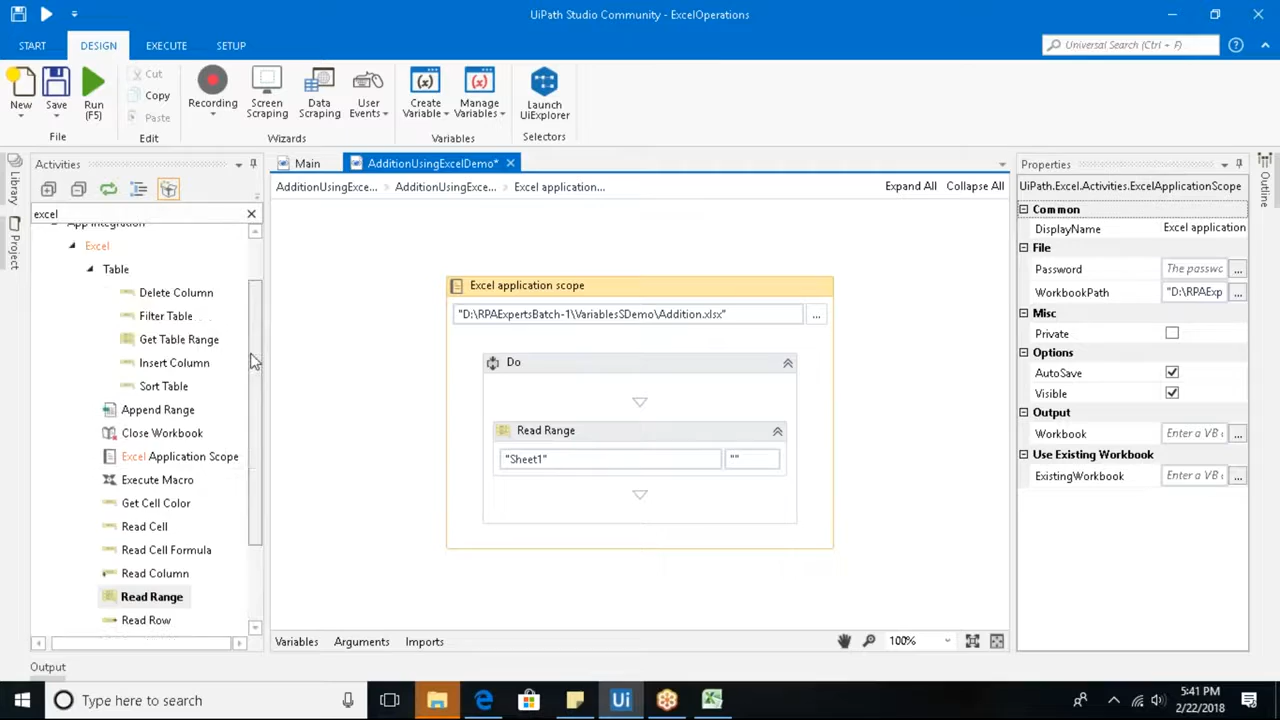 UiPath Studio Community - ExcelOperations
START DESIGN EXECUTE SETUP
Universal Search (Ctrl + F)
New Save Run (F5)
File
Cut
Copy
Paste
Edit
Recording Screen Scraping Data Scraping User Events
Wizards
Create Variable Manage Variables
Variables
Launch UiExplorer
Selectors
Library
Project
Activities
excel
App Integration
Excel
Table
Delete Column
Filter Table
Get Table Range
Insert Column
Sort Table
Append Range
Close Workbook
Excel Application Scope
Execute Macro
Get Cell Color
Read Cell
Read Cell Formula
Read Column
Read Range
Read Row
Output
Main AdditionUsingExcelDemo*
AdditionUsingExce... AdditionUsingExce... Excel application...
Expand All Collapse All
Excel application scope
"D:\RPAExpertsBatch-1\VariablesSDemo\Addition.xlsx" ...
Do
Read Range
"Sheet1" ""
Variables Arguments Imports
100%
Properties
UiPath.Excel.Activities.ExcelApplicationScope
Common
DisplayName Excel application
File
Password The passwc ...
WorkbookPath "D:\RPAExp ...
Misc
Private
Options
AutoSave
Visible
Output
Workbook Enter a VB ...
Use Existing Workbook
ExistingWorkbook Enter a VB ...
Outline
Type here to search
Ui
5:41 PM
2/22/2018